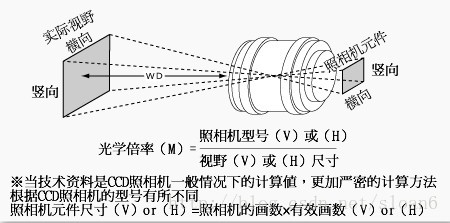 实际视野
横向
竖向
WD
照相机元件
竖向
横向
光学倍率(M)=照相机型号(V)或(H)
视野(V)或(H)尺寸
※当技术资料是CCD照相机一般情况下的计算值，更加严密的计算方法
根据CCD照相机的型号有所不同
照相机元件尺寸(V)or(H)=照相机的画数×有效画数(V)or(H)